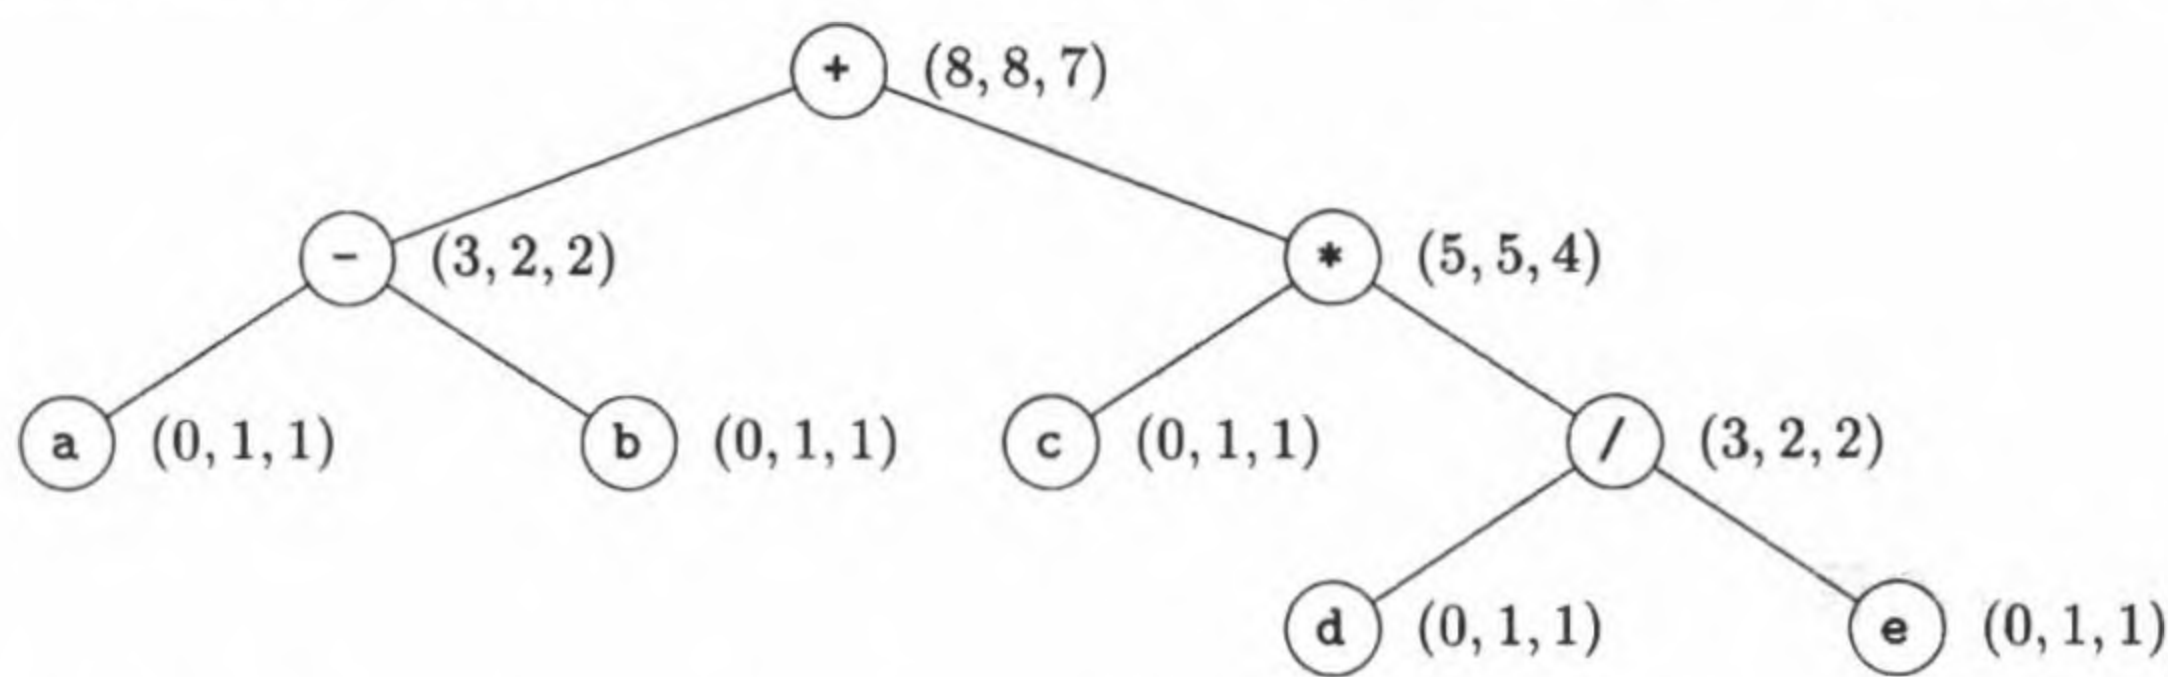 + (8, 8, 7)
- (3, 2, 2) * (5, 5, 4)
a (0, 1, 1) b (0, 1, 1) c (0, 1, 1) / (3, 2, 2)
d (0, 1, 1) e (0, 1, 1)